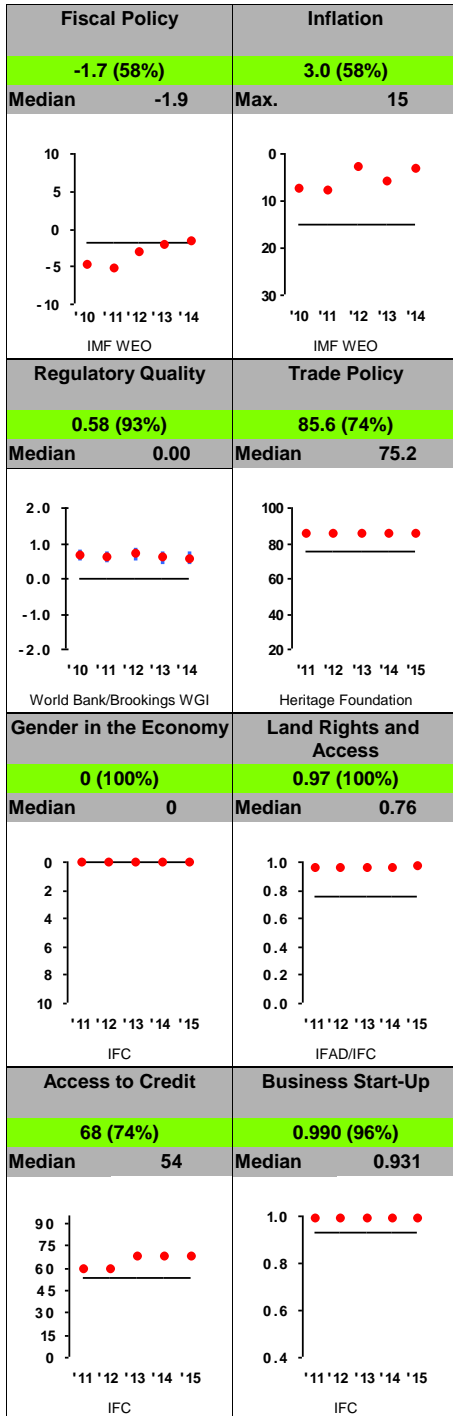 Fiscal Policy
-1.7 (58%)
Median -1.9
10
5
0
-5
-10
'10 '11 '12 '13 '14
IMF WEO
Inflation
3.0 (58%)
Max. 15
0
10
20
30
'10 '11 '12 '13 '14
IMF WEO
Regulatory Quality
0.58 (93%)
Median 0.00
2.0
1.0
0.0
-1.0
-2.0
'10 '11 '12 '13 '14
World Bank/Brookings WGI
Trade Policy
85.6 (74%)
Median 75.2
100
80
60
40
20
'11 '12 '13 '14 '15
Heritage Foundation
Gender in the Economy
0 (100%)
Median 0
0
2
4
6
8
10
'11 '12 '13 '14 '15
IFC
Land Rights and
Access
0.97 (100%)
Median 0.76
1.0
0.8
0.6
0.4
0.2
0.0
'11 '12 '13 '14 '15
IFAD/IFC
Access to Credit
68 (74%)
Median 54
90
75
60
45
30
15
0
'11 '12 '13 '14 '15
IFC
Business Start-Up
0.990 (96%)
Median 0.931
1.0
0.8
0.6
0.4
'11 '12 '13 '14 '15
IFC